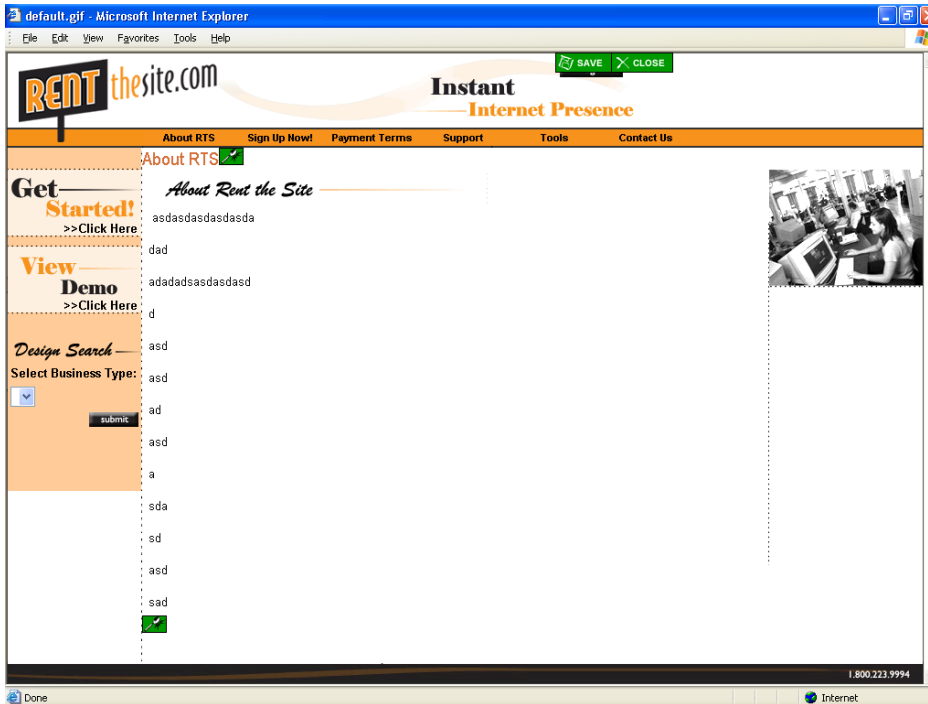 default.gif - Microsoft Internet Explorer
File Edit View Favorites Tools Help
SAVE CLOSE
RENT thesite.com
Instant
Internet Presence
About RTS Sign Up Now! Payment Terms Support Tools Contact Us
About RTS
Get
Started!
>>Click Here
About Rent the Site
asdasdasdasdasda
dad
View
Demo
>>Click Here
adadadsasdasdasd
d
Design Search
asd
Select Business Type:
asd
submit
ad
asd
a
sda
sd
asd
sad
1.800.223.9994
Done Internet